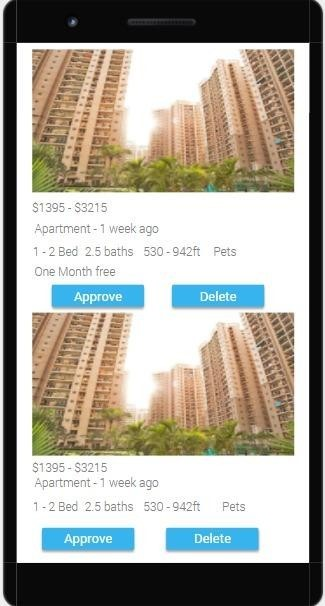 $1395 - $3215
Apartment - 1 week ago
1 - 2 Bed 2.5 baths 530 - 942ft Pets
One Month free
Approve Delete
$1395 - $3215
Apartment - 1 week ago
1 - 2 Bed 2.5 baths 530 - 942ft Pets
Approve Delete